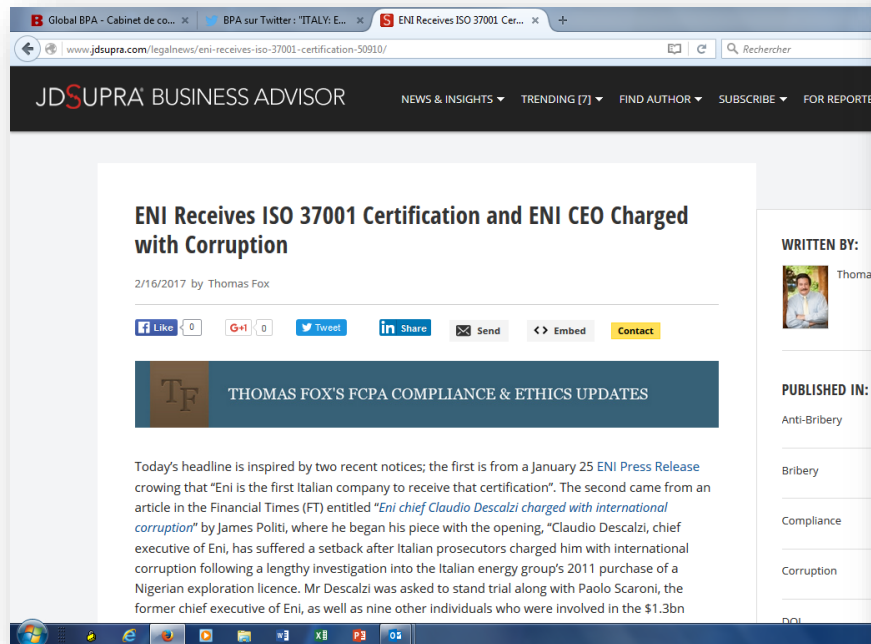 Global BPA - Cabinet de co...
BPA sur Twitter : "ITALY: E...
ENI Receives ISO 37001 Cer...
www.jdsupra.com/legalnews/eni-receives-iso-37001-certification-50910/
Rechercher
JDSUPRA BUSINESS ADVISOR
NEWS & INSIGHTS
TRENDING [7]
FIND AUTHOR
SUBSCRIBE
FOR REPORTE
ENI Receives ISO 37001 Certification and ENI CEO Charged
with Corruption
2/16/2017 by Thomas Fox
Like 0
G+1 0
Tweet
in Share
Send
Embed
Contact
TF
THOMAS FOX'S FCPA COMPLIANCE & ETHICS UPDATES
Today's headline is inspired by two recent notices; the first is from a January 25 ENI Press Release
crowing that “Eni is the first Italian company to receive that certification”. The second came from an
article in the Financial Times (FT) entitled “Eni chief Claudio Descalzi charged with international
corruption” by James Politi, where he began his piece with the opening, “Claudio Descalzi, chief
executive of Eni, has suffered a setback after Italian prosecutors charged him with international
corruption following a lengthy investigation into the Italian energy group's 2011 purchase of a
Nigerian exploration licence. Mr Descalzi was asked to stand trial along with Paolo Scaroni, the
former chief executive of Eni, as well as nine other individuals who were involved in the $1.3bn
WRITTEN BY:
Thoma
PUBLISHED IN:
Anti-Bribery
Bribery
Compliance
Corruption
DOJ